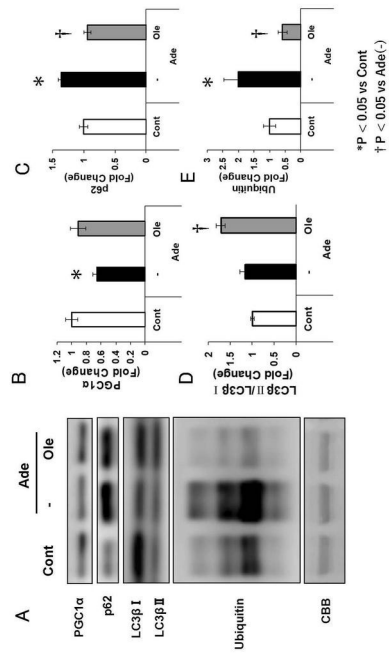 A
Ade
Cont
-
Ole
PGC1α
p62
LC3β I
LC3β II
Ubiquitin
CBB
B
PGC1α
(Fold Change)
1
0.8
0.6
0.4
0.2
0
*
Cont
-
Ole
Ade
C
p62
(Fold Change)
1.5
1
0.5
0
*
†
Cont
-
Ole
Ade
D
LC3β II/LC3β I
(Fold Change)
2
1.5
1
0.5
0
†
Cont
-
Ole
Ade
E
Ubiquitin
(Fold Change)
3
2.5
2
1.5
1
0.5
0
*
†
Cont
-
Ole
Ade
*P < 0.05 vs Cont
†P < 0.05 vs Ade(-)